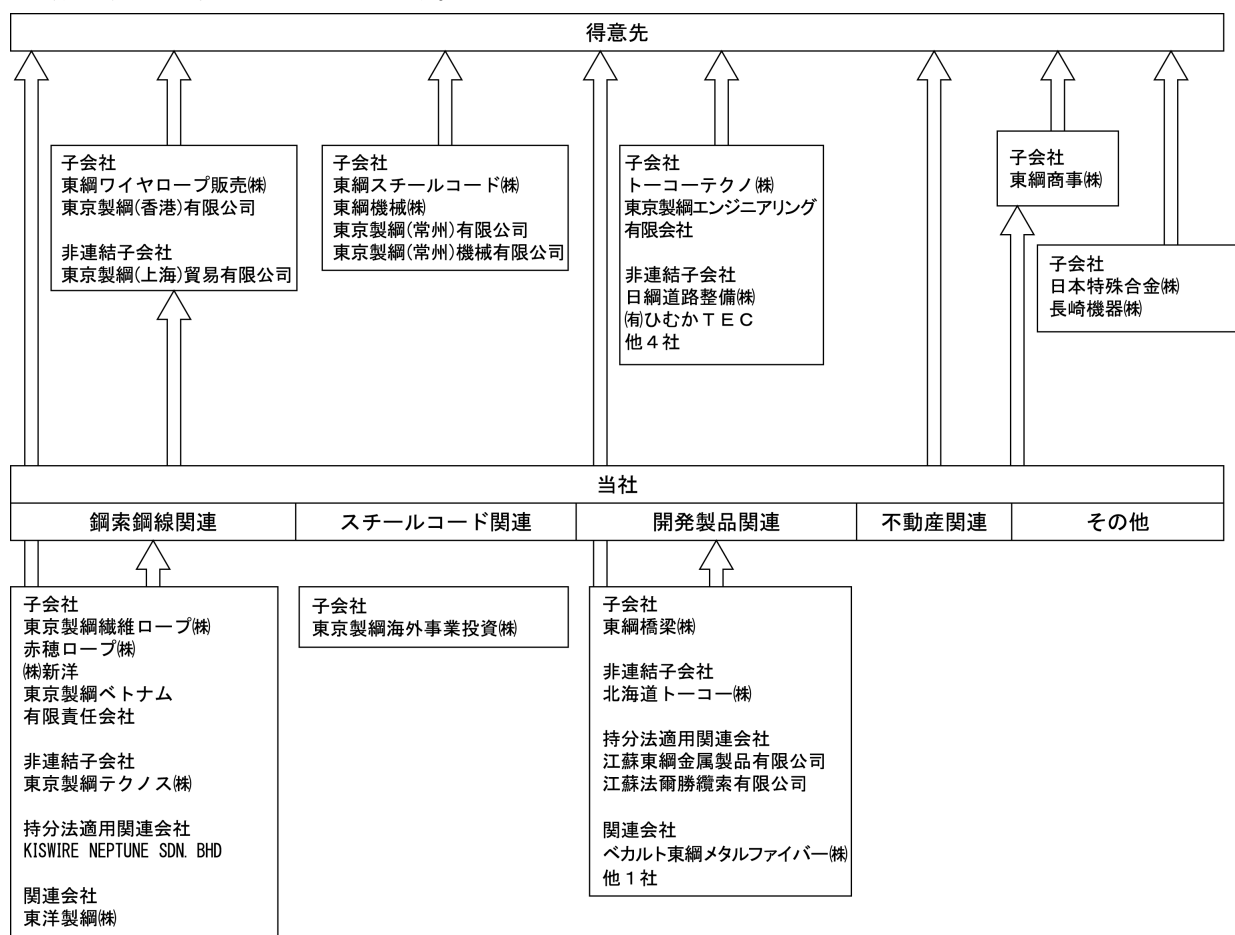 得意先
子会社
東綱ワイヤロープ販売㈱
東京製綱(香港)有限公司
非連結子会社
東京製綱(上海)貿易有限公司
子会社
東綱スチールコード㈱
東綱機械㈱
東京製綱(常州)有限公司
東京製綱(常州)機械有限公司
子会社
トーコーテクノ㈱
東京製綱エンジニアリング
有限会社
非連結子会社
日綱道路整備㈱
㈲ひむかＴＥＣ
他４社
子会社
東綱商事㈱
子会社
日本特殊合金㈱
長崎機器㈱
当社
鋼索鋼線関連
スチールコード関連
開発製品関連
不動産関連
その他
子会社
東京製綱繊維ロープ㈱
赤穂ロープ㈱
㈱新洋
東京製綱ベトナム
有限責任会社
非連結子会社
東京製綱テクノス㈱
持分法適用関連会社
KISWIRE NEPTUNE SDN. BHD
関連会社
東洋製綱㈱
子会社
東京製綱海外事業投資㈱
子会社
東綱橋梁㈱
非連結子会社
北海道トーコー㈱
持分法適用関連会社
江蘇東綱金属製品有限公司
江蘇法爾勝纜索有限公司
関連会社
ベカルト東綱メタルファイバー㈱
他１社